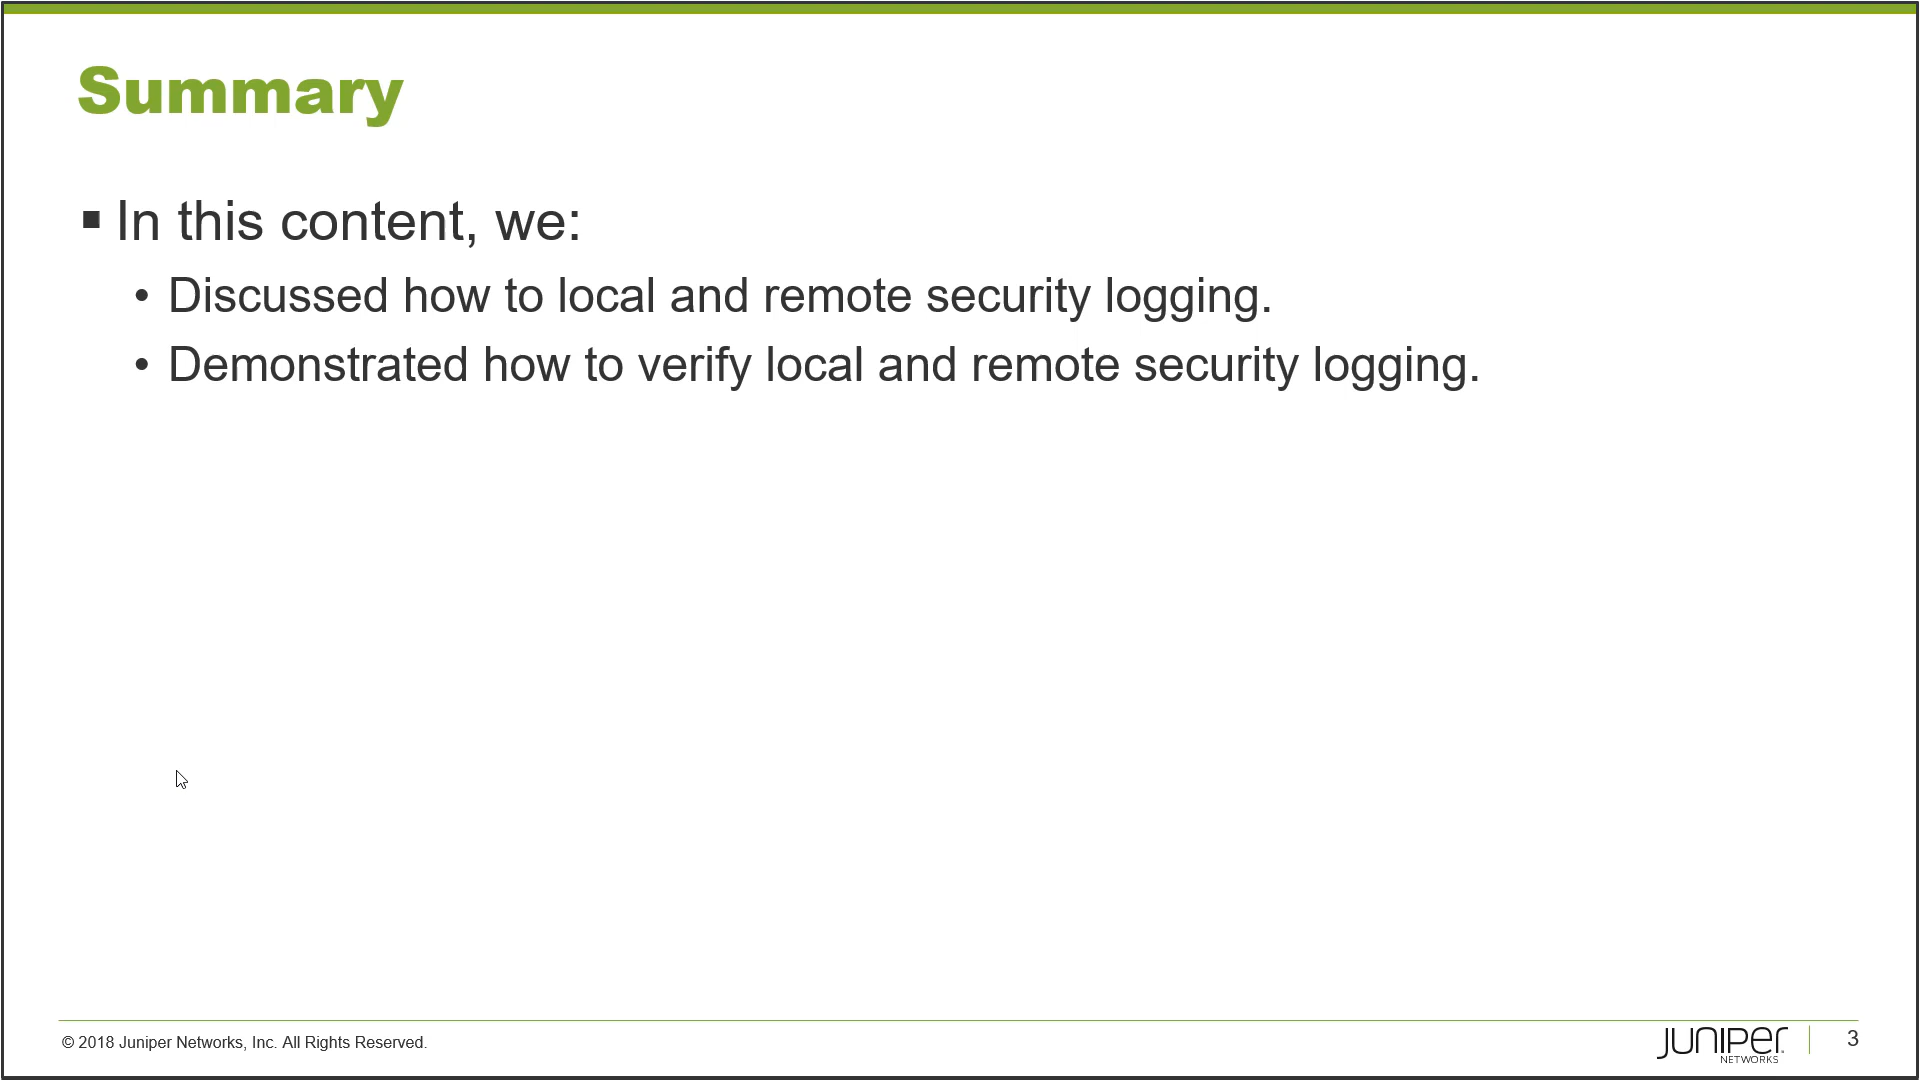 Summary
▪ In this content, we:
• Discussed how to local and remote security logging.
• Demonstrated how to verify local and remote security logging.
© 2018 Juniper Networks, Inc. All Rights Reserved.
JUNIPER
NETWORKS
3